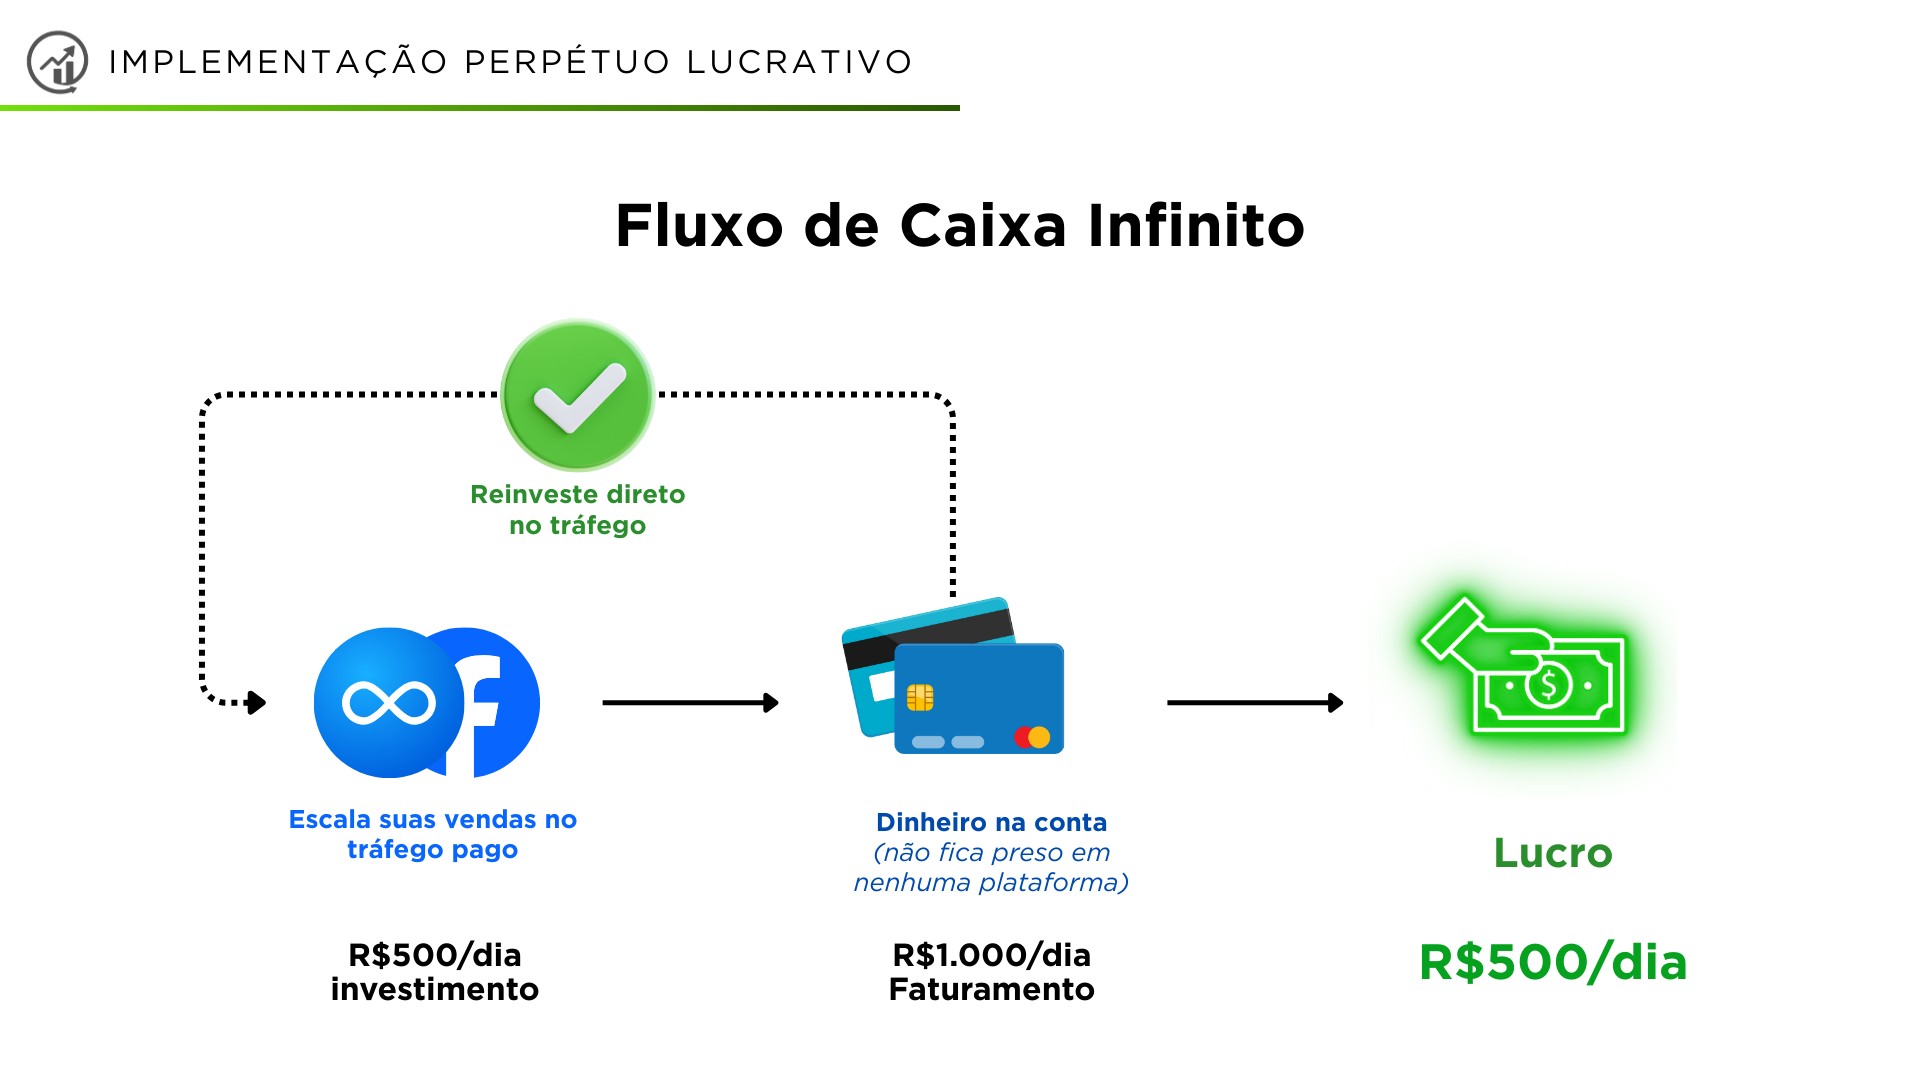 IMPLEMENTAÇÃO PERPÉTUO LUCRATIVO
Fluxo de Caixa Infinito
Reinveste direto
no tráfego
Escala suas vendas no
tráfego pago
R$500/dia
investimento
Dinheiro na conta
(não fica preso em
nenhuma plataforma)
R$1.000/dia
Faturamento
$
Lucro
R$500/dia